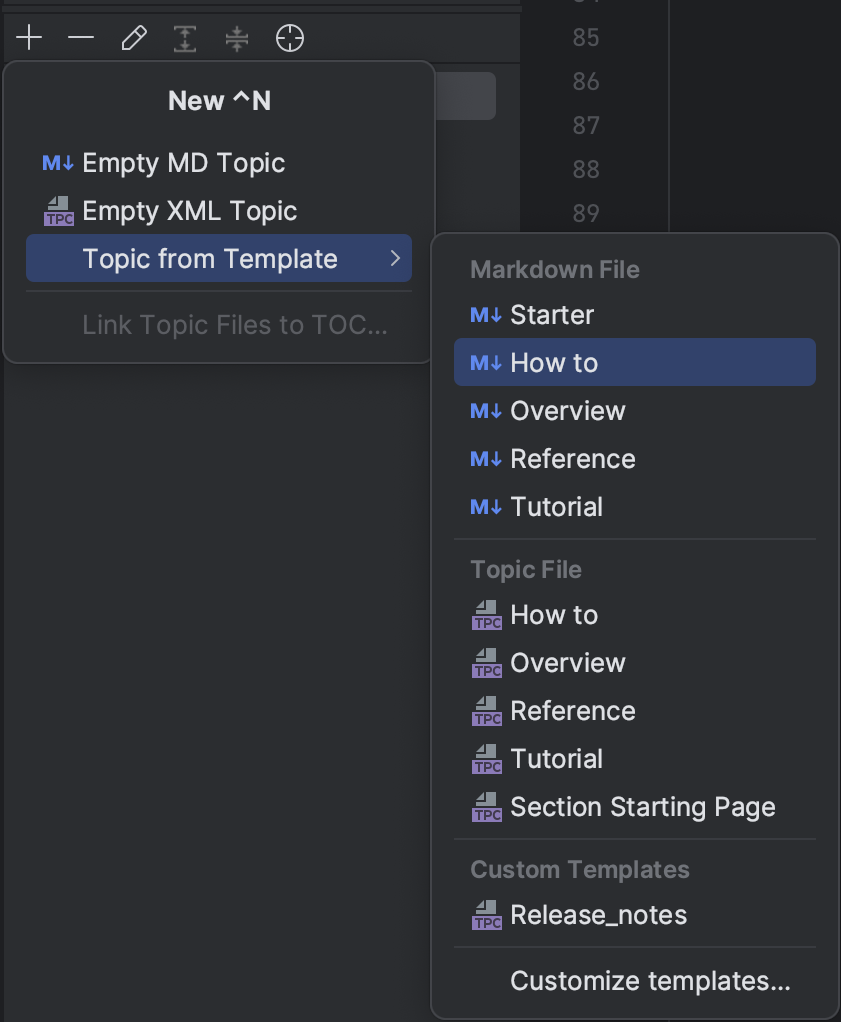 85
86
87
88
89
New ^N
M↓ Empty MD Topic
TPC Empty XML Topic
Topic from Template
Link Topic Files to TOC...
Markdown File
M↓ Starter
M↓ How to
M↓ Overview
M↓ Reference
M↓ Tutorial
Topic File
TPC How to
TPC Overview
TPC Reference
TPC Tutorial
TPC Section Starting Page
Custom Templates
TPC Release_notes
Customize templates...